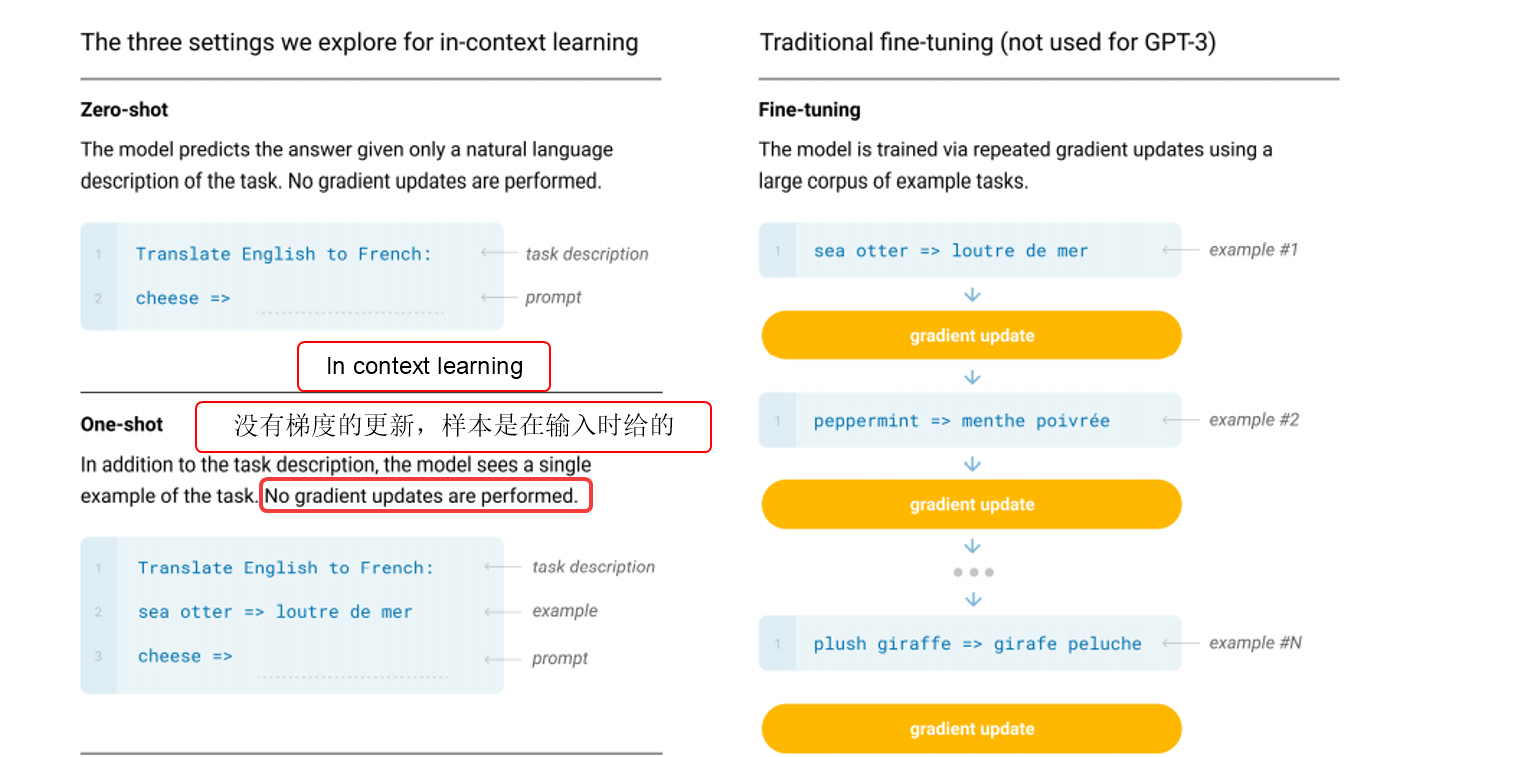 The three settings we explore for in-context learning
Zero-shot
The model predicts the answer given only a natural language
description of the task. No gradient updates are performed.
1 Translate English to French: task description
2 cheese => prompt
In context learning
One-shot
没有梯度的更新，样本是在输入时给的
In addition to the task description, the model sees a single
example of the task. No gradient updates are performed.
1 Translate English to French: task description
2 sea otter => loutre de mer example
3 cheese => prompt
Traditional fine-tuning (not used for GPT-3)
Fine-tuning
The model is trained via repeated gradient updates using a
large corpus of example tasks.
1 sea otter => loutre de mer example #1
gradient update
1 peppermint => menthe poivrée example #2
gradient update
1 plush giraffe => girafe peluche example #N
gradient update